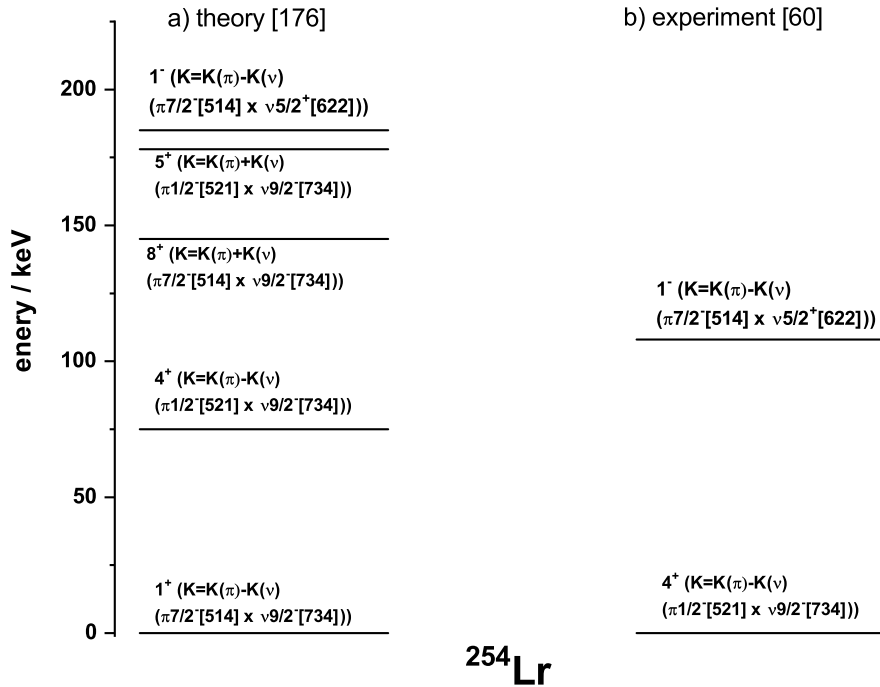 a) theory [176]
b) experiment [60]
1⁻ (K=K(π)-K(ν)
(π7/2⁻[514] x ν5/2⁺[622]))
5⁺ (K=K(π)+K(ν)
(π1/2⁻[521] x ν9/2⁻[734]))
8⁺ (K=K(π)+K(ν)
(π7/2⁻[514] x ν9/2⁻[734]))
4⁺ (K=K(π)-K(ν)
(π1/2⁻[521] x ν9/2⁻[734]))
1⁺ (K=K(π)-K(ν)
(π7/2⁻[514] x ν9/2⁻[734]))
1⁻ (K=K(π)-K(ν)
(π7/2⁻[514] x ν5/2⁺[622]))
4⁺ (K=K(π)-K(ν)
(π1/2⁻[521] x ν9/2⁻[734]))
200
150
100
50
0
enery / keV
²⁵⁴Lr